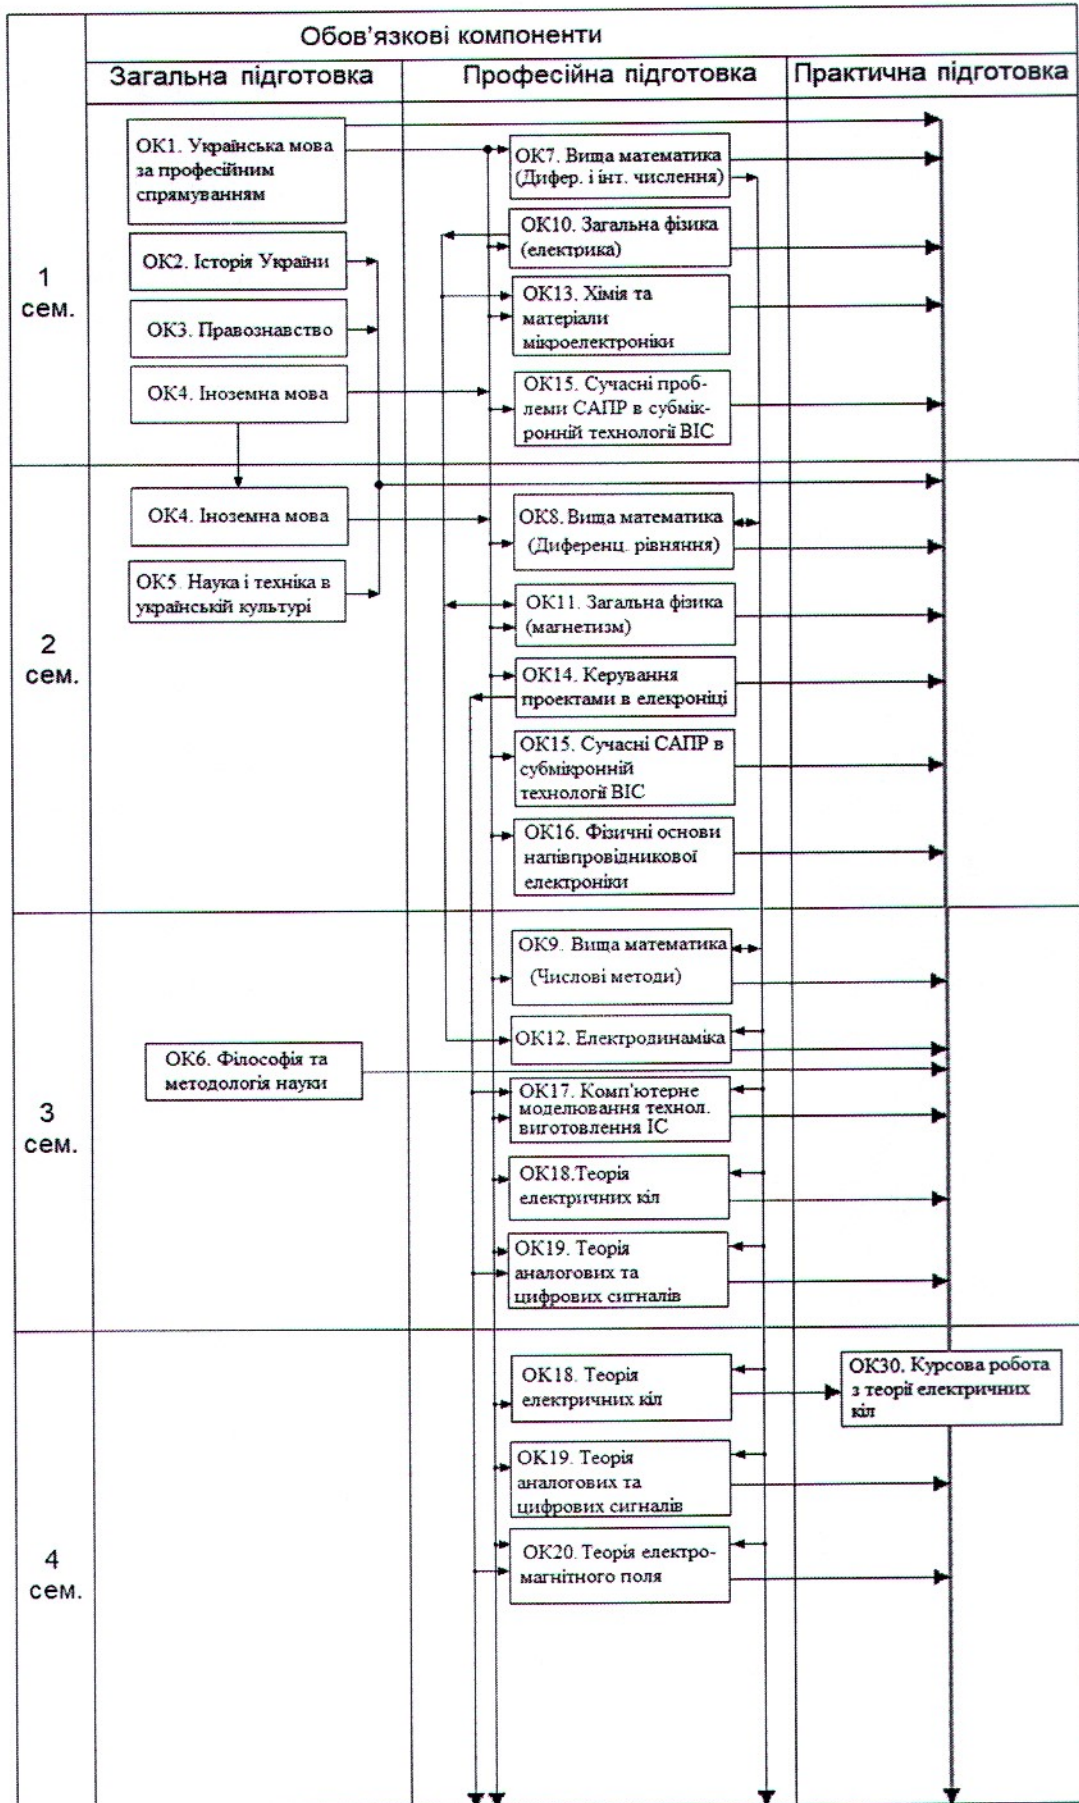 Обов’язкові компоненти
Загальна підготовка
Професійна підготовка
Практична підготовка
1
сем.
ОК1. Українська мова
за професійним
спрямуванням
ОК2. Історія України
ОК3. Правознавство
ОК4. Іноземна мова
ОК7. Вища математика
(Дифер. і інт. числення)
ОК10. Загальна фізика
(електрика)
ОК13. Хімія та
матеріали
мікроелектроніки
ОК15. Сучасні проб-
леми САПР в субмік-
ронній технології ВІС
2
сем.
ОК4. Іноземна мова
ОК5. Наука і техніка в
українській культурі
ОК8. Вища математика
(Диференц. рівняння)
ОК11. Загальна фізика
(магнетизм)
ОК14. Керування
проектами в елекроніці
ОК15. Сучасні САПР в
субмікронній
технології ВІС
ОК16. Фізичні основи
напівпровідникової
електроніки
3
сем.
ОК6. Філософія та
методологія науки
ОК9. Вища математика
(Числові методи)
ОК12. Електродинаміка
ОК17. Комп'ютерне
моделювання технол.
виготовлення ІС
ОК18.Теорія
електричних кіл
ОК19. Теорія
аналогових та
цифрових сигналів
4
сем.
ОК18. Теорія
електричних кіл
ОК19. Теорія
аналогових та
цифрових сигналів
ОК20. Теорія електро-
магнітного поля
ОК30. Курсова робота
з теорії електричних
кіл